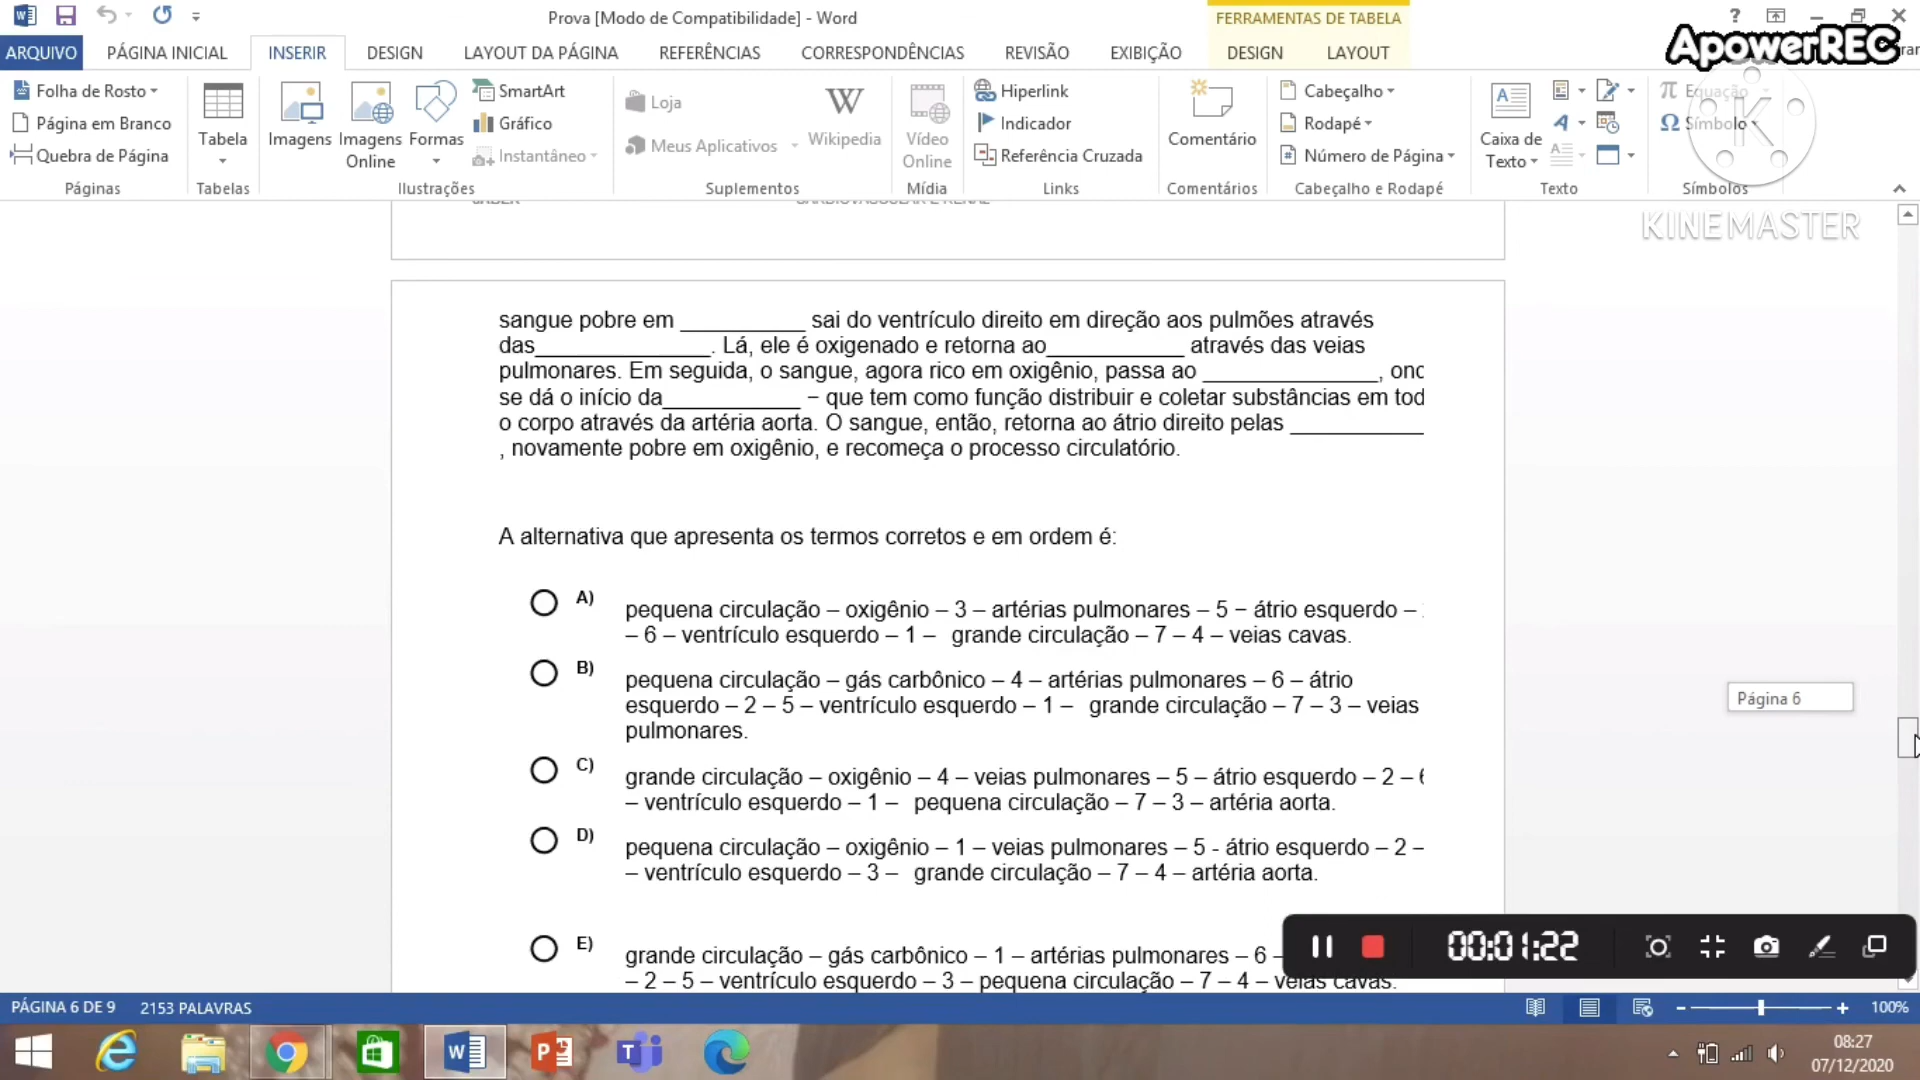 Prova [Modo de Compatibilidade] - Word
FERRAMENTAS DE TABELA
?
ApowerREC
ARQUIVO PÁGINA INICIAL INSERIR DESIGN LAYOUT DA PÁGINA REFERÊNCIAS CORRESPONDÊNCIAS REVISÃO EXIBIÇÃO DESIGN LAYOUT
Folha de Rosto
Página em Branco
Quebra de Página
Páginas
Tabela
Tabelas
Imagens
Imagens Online
Formas
SmartArt
Gráfico
Instantâneo
Ilustrações
Loja
Meus Aplicativos
Wikipedia
Suplementos
Vídeo Online
Mídia
Hiperlink
Indicador
Referência Cruzada
Links
Comentário
Comentários
Cabeçalho
Rodapé
Número de Página
Cabeçalho e Rodapé
Caixa de Texto
Texto
π Equação
Ω Símbolo
Símbolos
K
KINEMASTER
CARDIOVASCULAR E RENAL
sangue pobre em __________ sai do ventrículo direito em direção aos pulmões através
das______________. Lá, ele é oxigenado e retorna ao___________ através das veias
pulmonares. Em seguida, o sangue, agora rico em oxigênio, passa ao ______________,
se dá o início da___________ – que tem como função distribuir e coletar substâncias em
o corpo através da artéria aorta. O sangue, então, retorna ao átrio direito pelas ___________
, novamente pobre em oxigênio, e recomeça o processo circulatório.
A alternativa que apresenta os termos corretos e em ordem é:
A) pequena circulação – oxigênio – 3 – artérias pulmonares – 5 – átrio esquerdo –
– 6 – ventrículo esquerdo – 1 – grande circulação – 7 – 4 – veias cavas.
B) pequena circulação – gás carbônico – 4 – artérias pulmonares – 6 – átrio
esquerdo – 2 – 5 – ventrículo esquerdo – 1 – grande circulação – 7 – 3 – veias
pulmonares.
C) grande circulação – oxigênio – 4 – veias pulmonares – 5 – átrio esquerdo – 2 – 6
– ventrículo esquerdo – 1 – pequena circulação – 7 – 3 – artéria aorta.
D) pequena circulação – oxigênio – 1 – veias pulmonares – 5 - átrio esquerdo – 2 –
– ventrículo esquerdo – 3 – grande circulação – 7 – 4 – artéria aorta.
E) grande circulação – gás carbônico – 1 – artérias pulmonares – 6 –
– 2 – 5 – ventrículo esquerdo – 3 – pequena circulação – 7 – 4 – veias cavas.
Página 6
00:01:22
PÁGINA 6 DE 9 2153 PALAVRAS
100%
08:27
07/12/2020